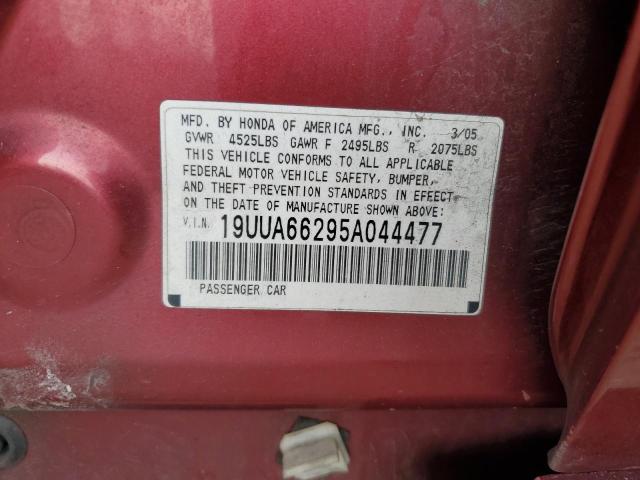 MFD. BY HONDA OF AMERICA MFG., INC. 3/05
GVWR 4525LBS GAWR F 2495LBS R 2075LBS
THIS VEHICLE CONFORMS TO ALL APPLICABLE
FEDERAL MOTOR VEHICLE SAFETY, BUMPER,
AND THEFT PREVENTION STANDARDS IN EFFECT
ON THE DATE OF MANUFACTURE SHOWN ABOVE:
V.I.N. 19UUA66295A044477
PASSENGER CAR